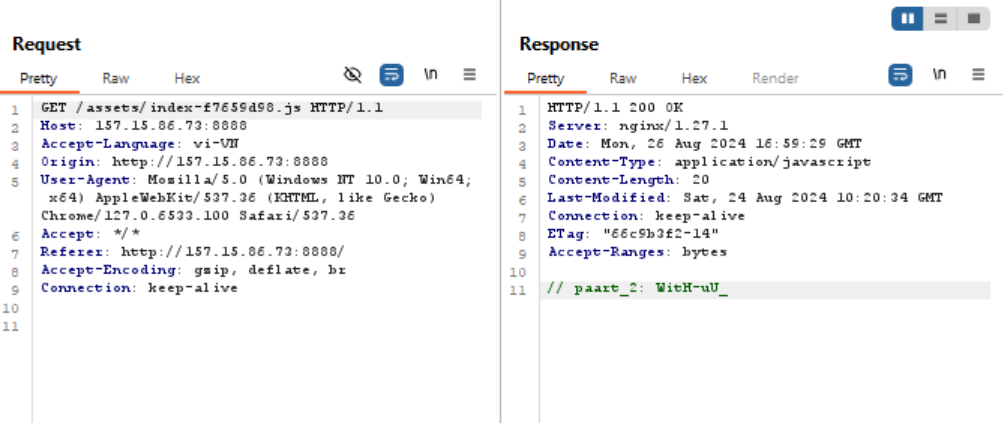 Request
Pretty Raw Hex \n
1 GET /assets/index-f7659d98.js HTTP/1.1
2 Host: 157.15.86.73:8888
3 Accept-Language: vi-VN
4 Origin: http://157.15.86.73:8888
5 User-Agent: Mozilla/5.0 (Windows NT 10.0; Win64;
x64) AppleWebKit/537.36 (KHTML, like Gecko)
Chrome/127.0.6533.100 Safari/537.36
6 Accept: */*
7 Referer: http://157.15.86.73:8888/
8 Accept-Encoding: gzip, deflate, br
9 Connection: keep-alive
10
11
Response
Pretty Raw Hex Render \n
1 HTTP/1.1 200 OK
2 Server: nginx/1.27.1
3 Date: Mon, 26 Aug 2024 16:59:29 GMT
4 Content-Type: application/javascript
5 Content-Length: 20
6 Last-Modified: Sat, 24 Aug 2024 10:20:34 GMT
7 Connection: keep-alive
8 ETag: "66c9b3f2-14"
9 Accept-Ranges: bytes
10
11 // paart_2: WitH-uU_